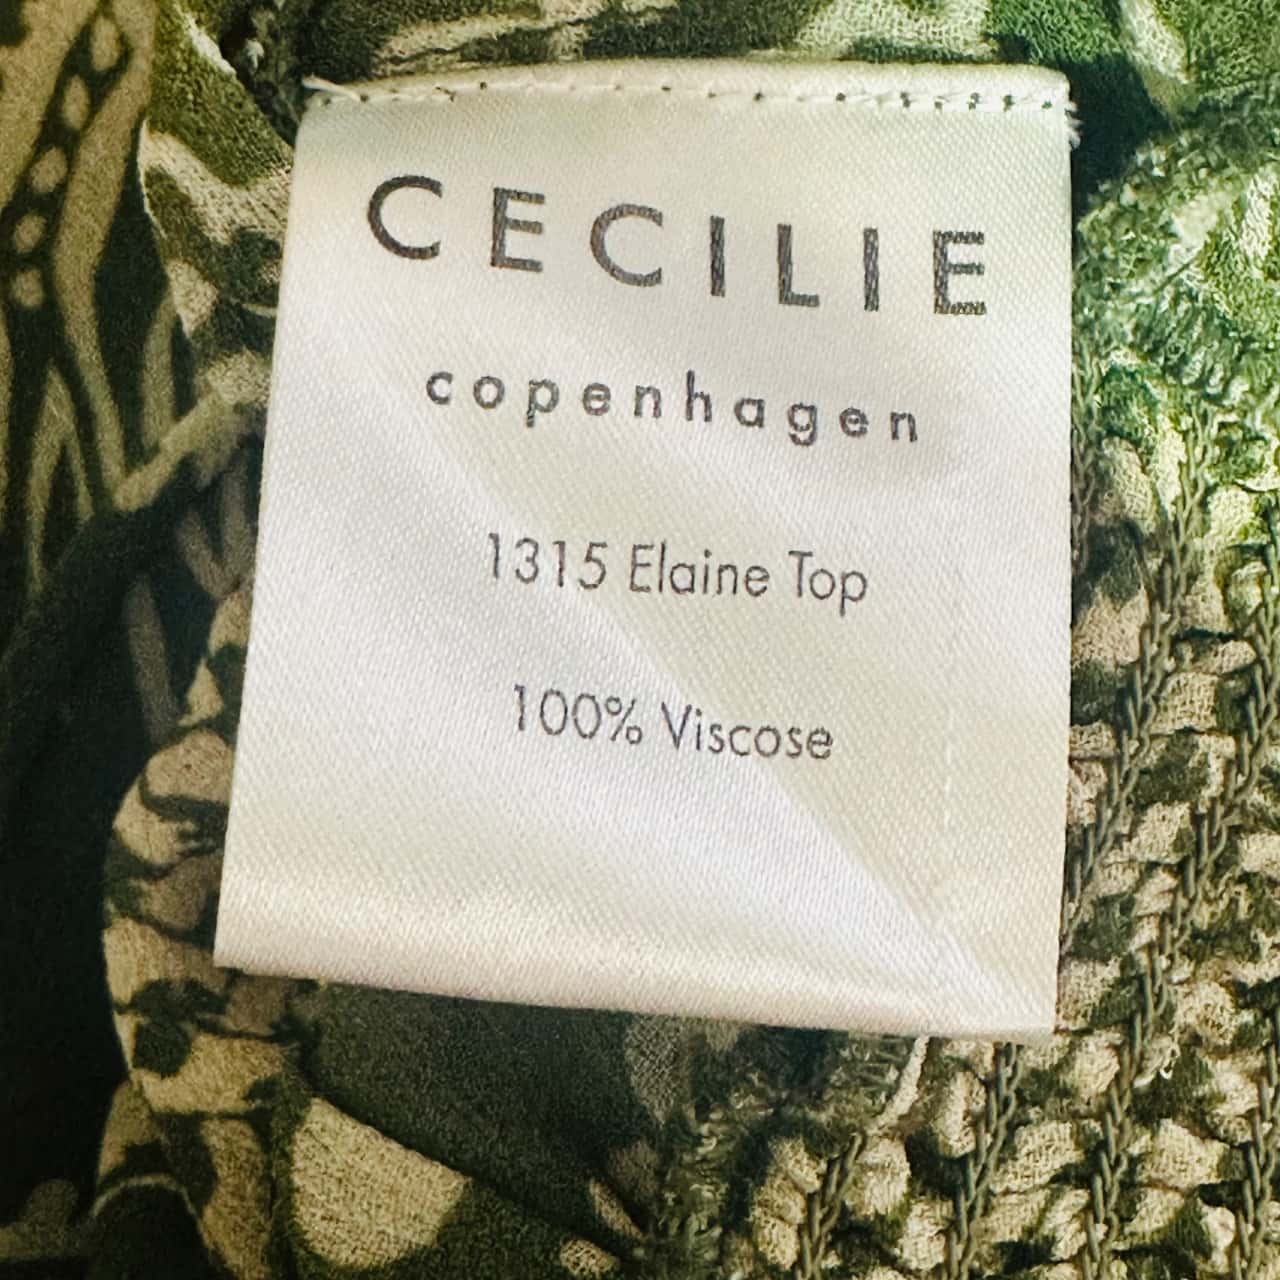 CECILIE
copenhagen
1315 Elaine Top
100% Viscose